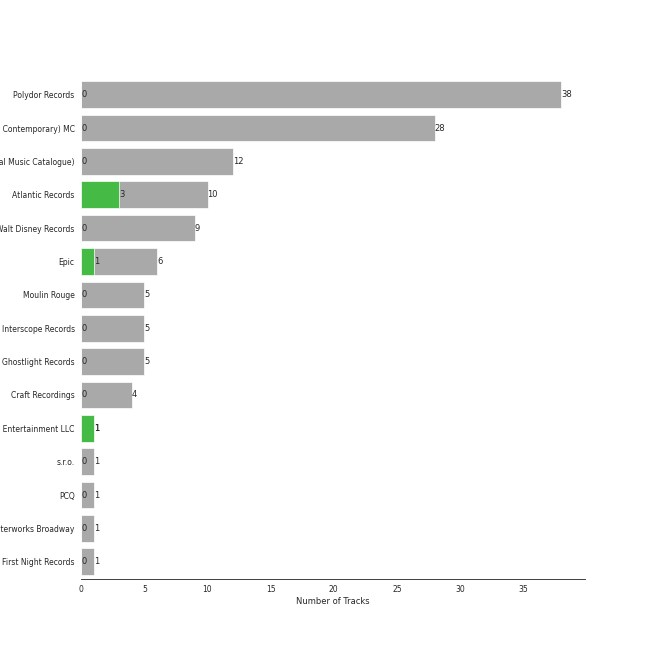 Polydor Records 0 38
Contemporary) MC 0 28
al Music Catalogue) 0 12
Atlantic Records 3 10
Walt Disney Records 0 9
Epic 1 6
Moulin Rouge 0 5
Interscope Records 0 5
Ghostlight Records 0 5
Craft Recordings 0 4
Entertainment LLC 1
s.r.o. 0 1
PCQ 0 1
terworks Broadway 0 1
First Night Records 0 1
0 5 10 15 20 25 30 35
Number of Tracks